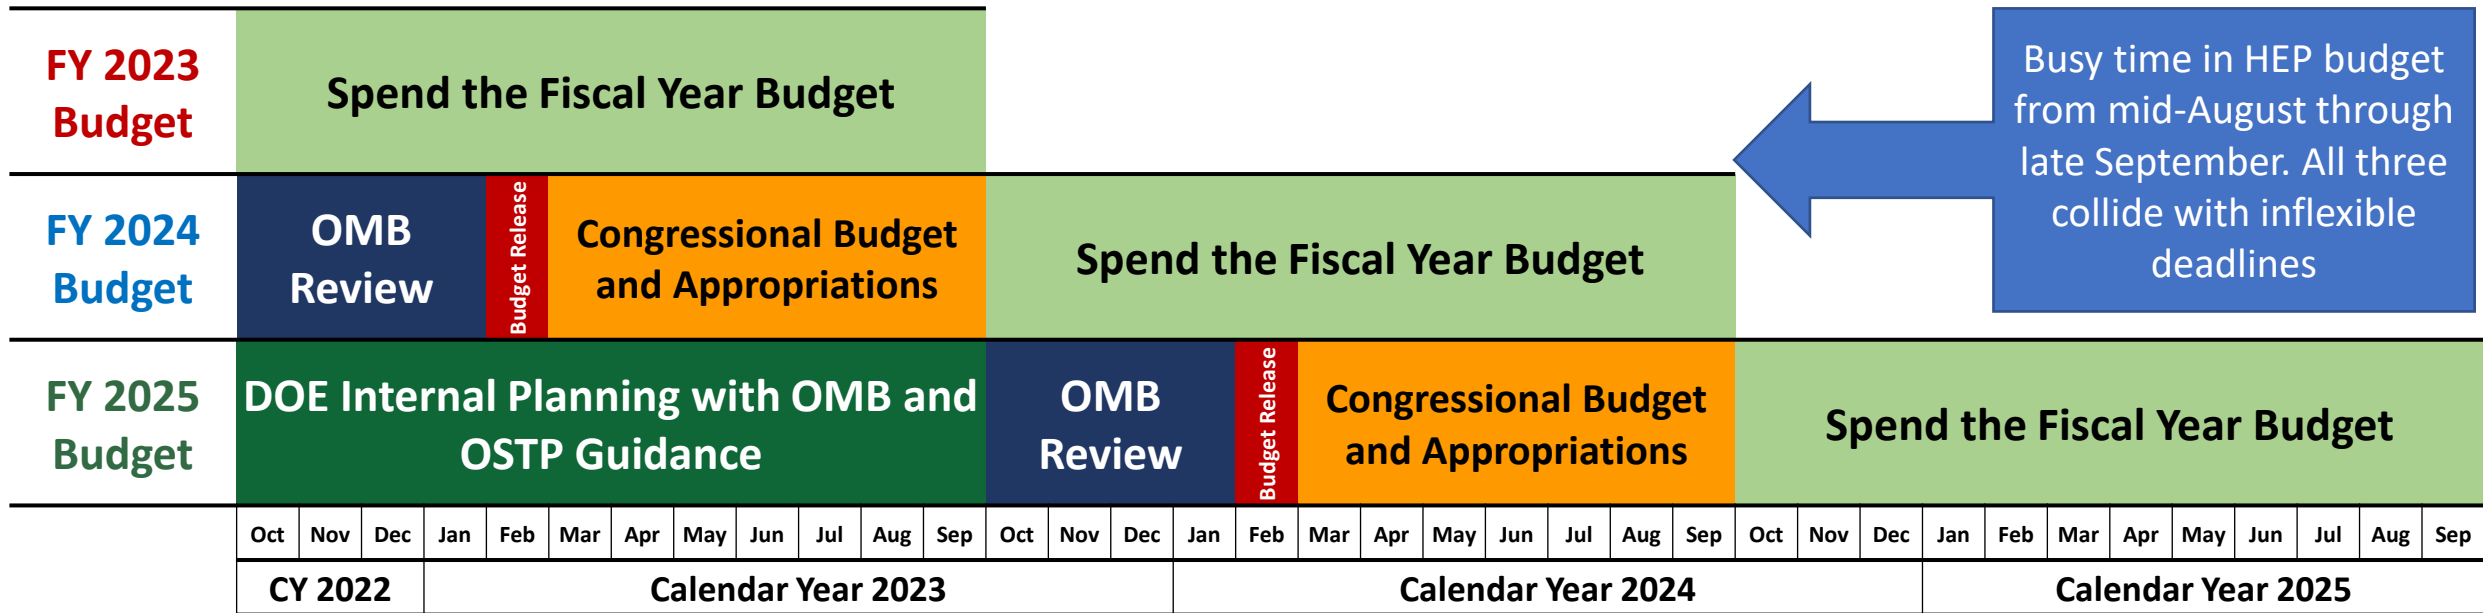 FY 2023
Budget
Spend the Fiscal Year Budget
Busy time in HEP budget
from mid-August through
late September. All three
collide with inflexible
deadlines
FY 2024
Budget
OMB
Review
Budget Release
Congressional Budget
and Appropriations
Spend the Fiscal Year Budget
FY 2025
Budget
DOE Internal Planning with OMB and
OSTP Guidance
OMB
Review
Budget Release
Congressional Budget
and Appropriations
Spend the Fiscal Year Budget
Oct Nov Dec Jan Feb Mar Apr May Jun Jul Aug Sep Oct Nov Dec Jan Feb Mar Apr May Jun Jul Aug Sep Oct Nov Dec Jan Feb Mar Apr May Jun Jul Aug Sep
CY 2022 Calendar Year 2023 Calendar Year 2024 Calendar Year 2025